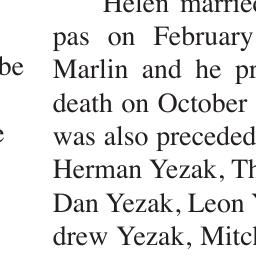 Helen married
pas on February
Marlin and he pr
death on October
was also preceded
Herman Yezak, Th
Dan Yezak, Leon Y
drew Yezak, Mitch
be
e